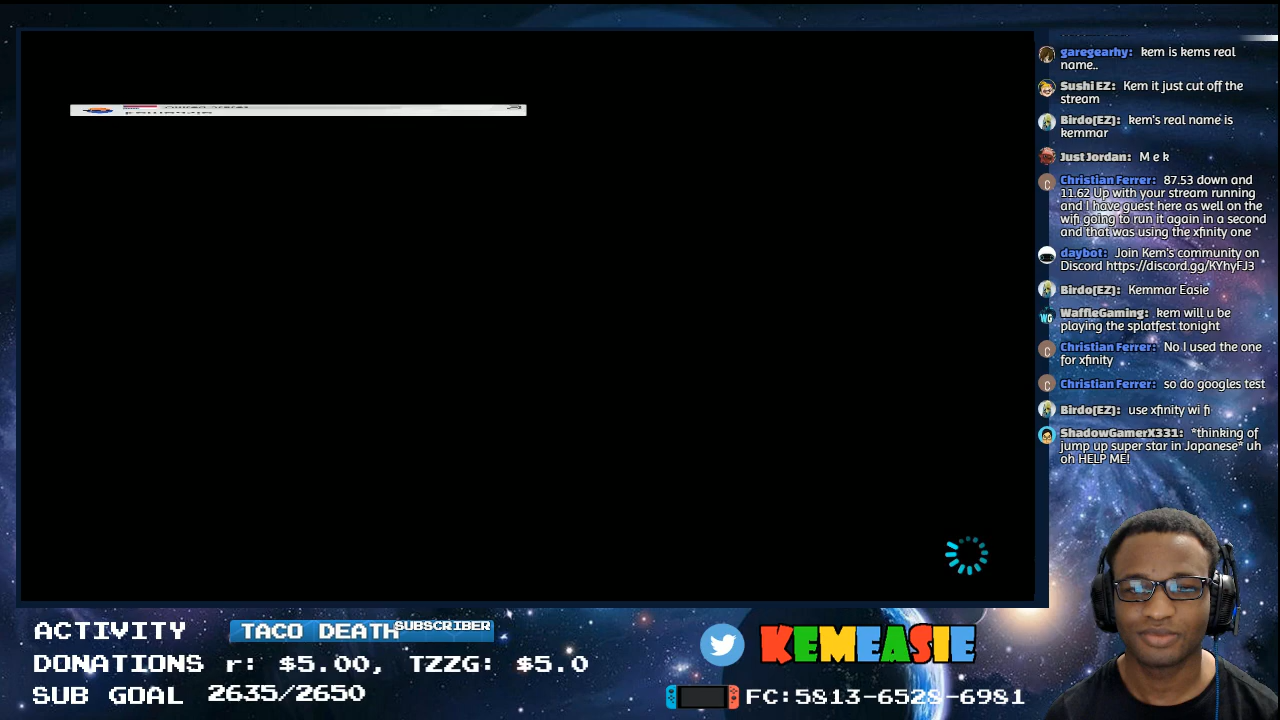 garegearhy: kem is kems real
name..
Sushi EZ: Kem it just cut off the
stream
Birdo[EZ]: kem's real name is
kemmar
Just Jordan: M e k
Christian Ferrer: 87.53 down and
11.62 Up with your stream running
and I have guest here as well on the
wifi going to run it again in a second
and that was using the xfinity one
daybot: Join Kem's community on
Discord https://discord.gg/KYhyFJ3
Birdo[EZ]: Kemmar Easie
WaffleGaming: kem will u be
playing the splatfest tonight
Christian Ferrer: No I used the one
for xfinity
Christian Ferrer: so do googles test
Birdo[EZ]: use xfinity wi fi
ShadowGamerX331: *thinking of
jump up super star in Japanese* uh
oh HELP ME!
C
WG
C
C
ACTIVITY TACO DEATH SUBSCRIBER
DONATIONS r: $5.00, TZZG: $5.0
SUB GOAL 2635/2650
KEMEASIE
FC:5813-6528-6981